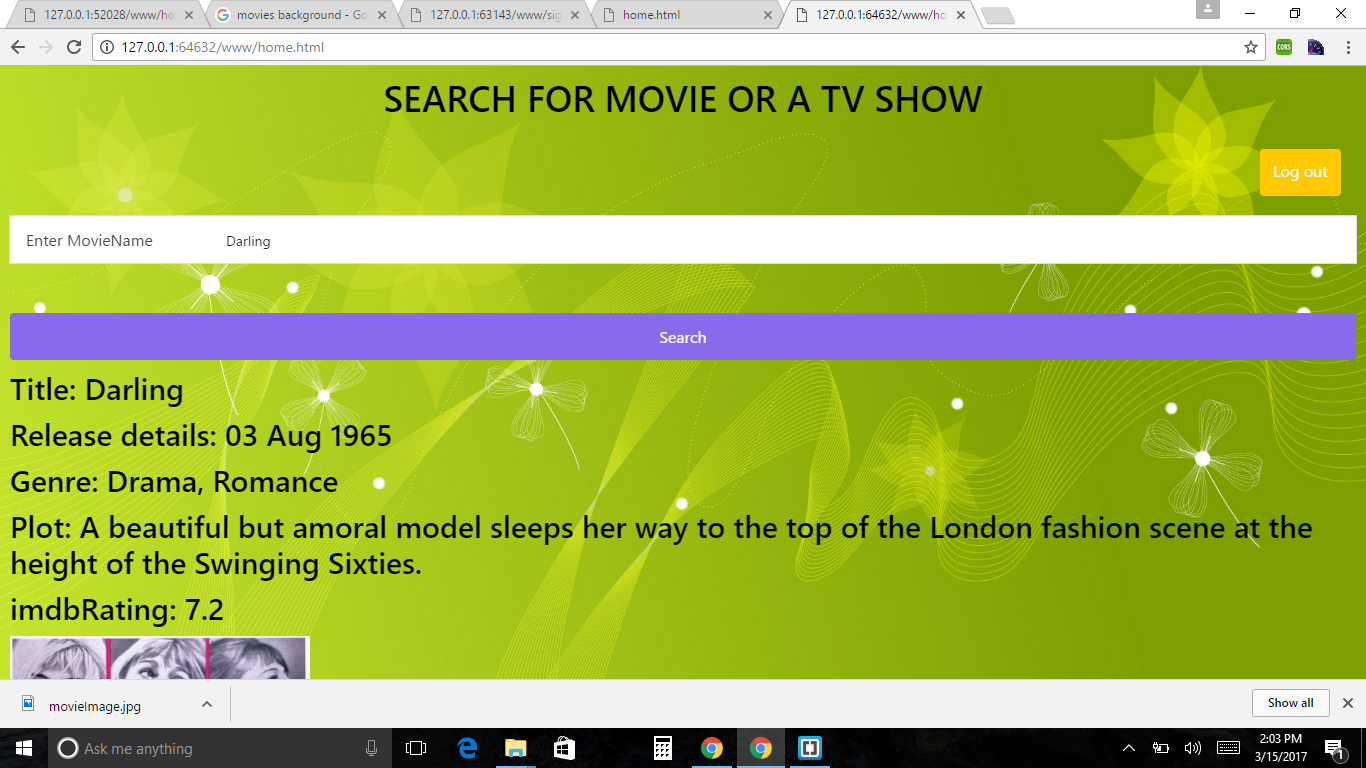 127.0.0.1:52028/www/ho
movies background - Go
127.0.0.1:63143/www/sig
home.html
127.0.0.1:64632/www/ho
127.0.0.1:64632/www/home.html
CORS
SEARCH FOR MOVIE OR A TV SHOW
Log out
Enter MovieName Darling
Search
Title: Darling
Release details: 03 Aug 1965
Genre: Drama, Romance
Plot: A beautiful but amoral model sleeps her way to the top of the London fashion scene at the
height of the Swinging Sixties.
imdbRating: 7.2
movieImage.jpg
Show all
Ask me anything
2:03 PM
3/15/2017
1